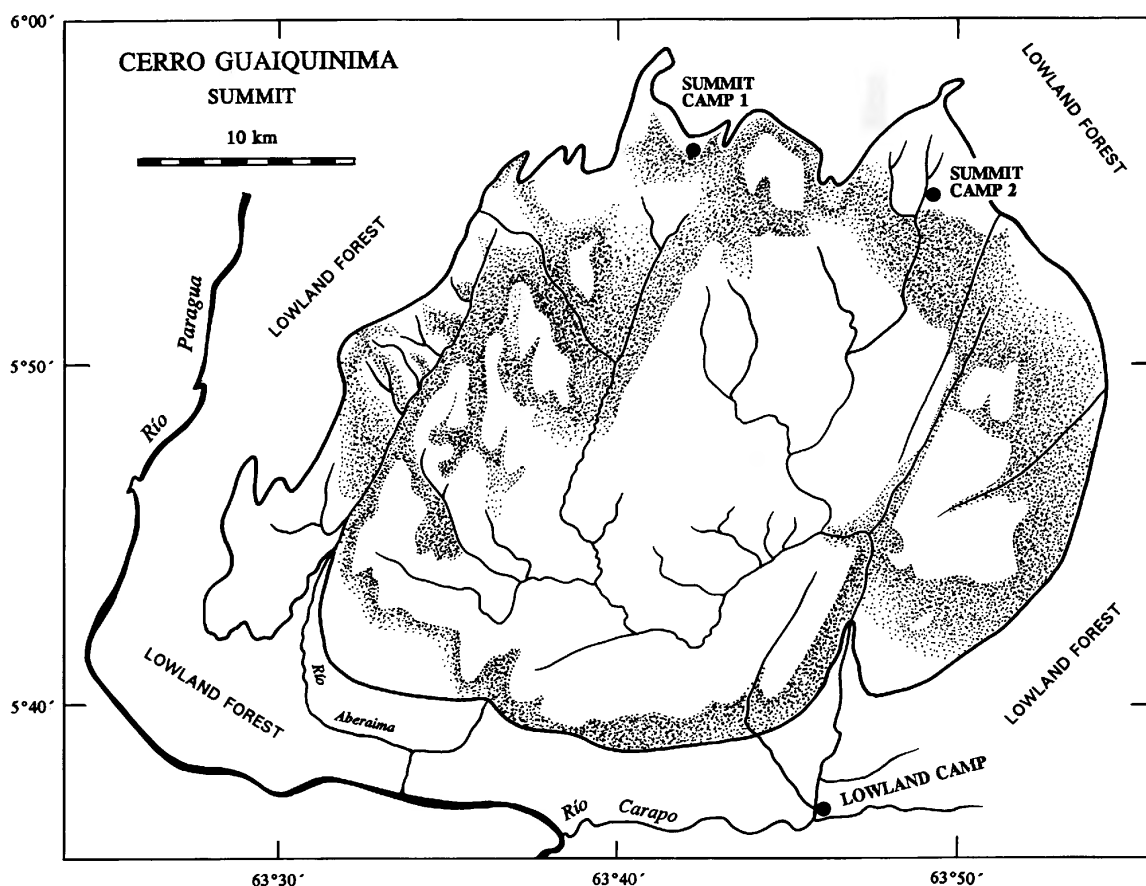 6°00′
CERRO GUAIQUINIMA
SUMMIT
10 km
SUMMIT
CAMP 1
SUMMIT
CAMP 2
LOWLAND FOREST
LOWLAND FOREST
Río Paragua
5°50′
LOWLAND FOREST
LOWLAND FOREST
5°40′
Río Aberaima
Río Carapo
LOWLAND CAMP
63°30′
63°40′
63°50′